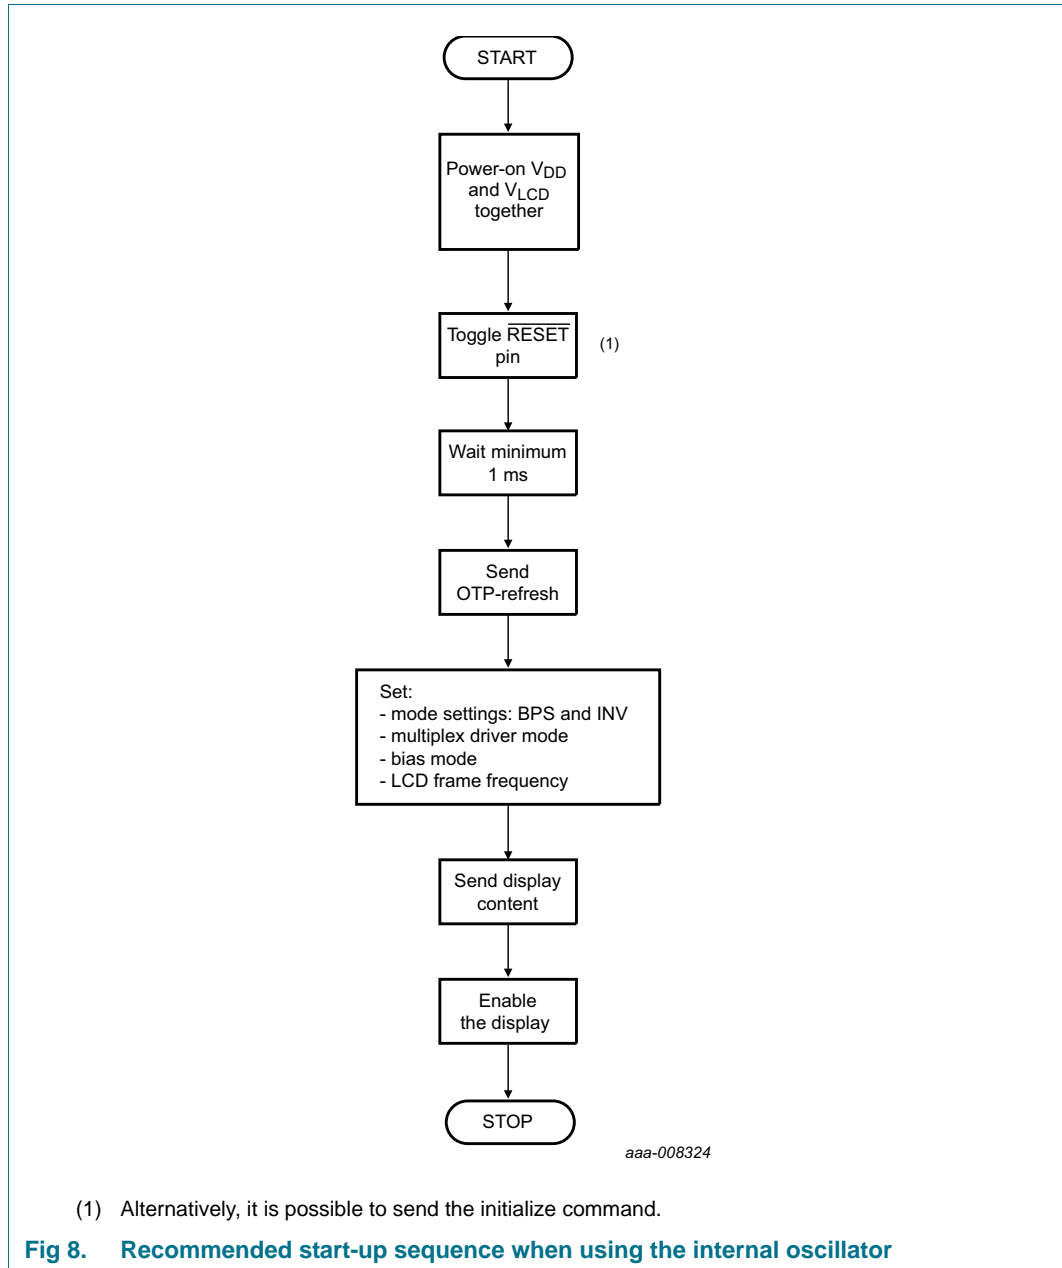 START
Power-on VDD
and VLCD
together
Toggle RESET
pin
(1)
Wait minimum
1 ms
Send
OTP-refresh
Set:
- mode settings: BPS and INV
- multiplex driver mode
- bias mode
- LCD frame frequency
Send display
content
Enable
the display
STOP
aaa-008324
(1) Alternatively, it is possible to send the initialize command.
Fig 8. Recommended start-up sequence when using the internal oscillator